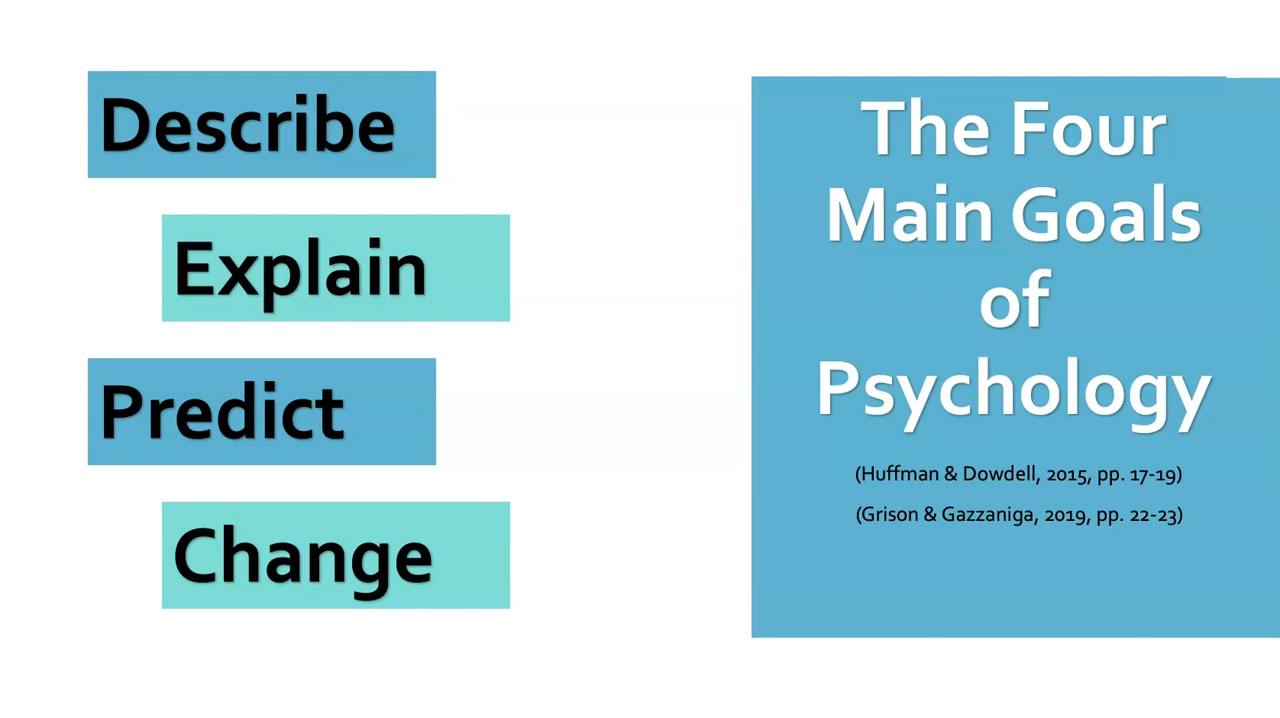 Describe
Explain
Predict
Change
The Four
Main Goals
of
Psychology
(Huffman & Dowdell, 2015, pp. 17-19)
(Grison & Gazzaniga, 2019, pp. 22-23)